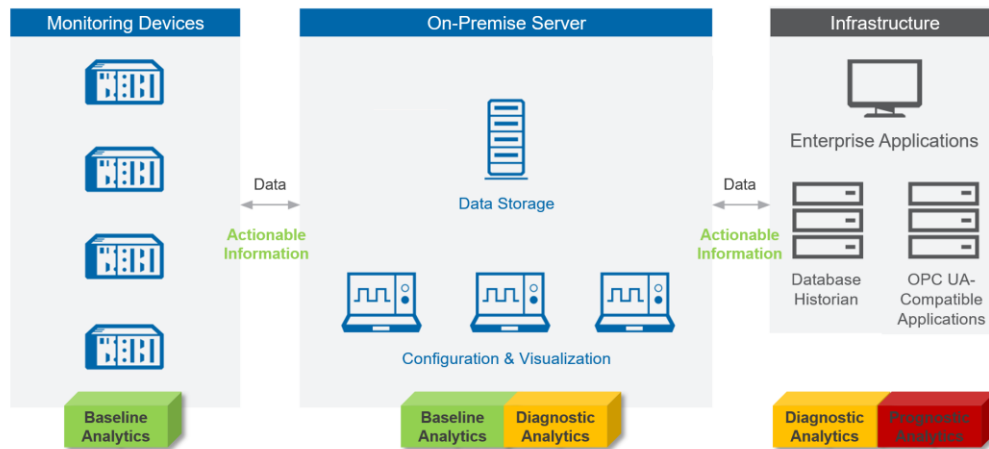 Monitoring Devices
On-Premise Server
Infrastructure
Enterprise Applications
Data
Actionable
Information
Data Storage
Data
Actionable
Information
Database
Historian
OPC UA-
Compatible
Applications
Configuration & Visualization
Baseline
Analytics
Baseline
Analytics
Diagnostic
Analytics
Diagnostic
Analytics
Prognostic
Analytics